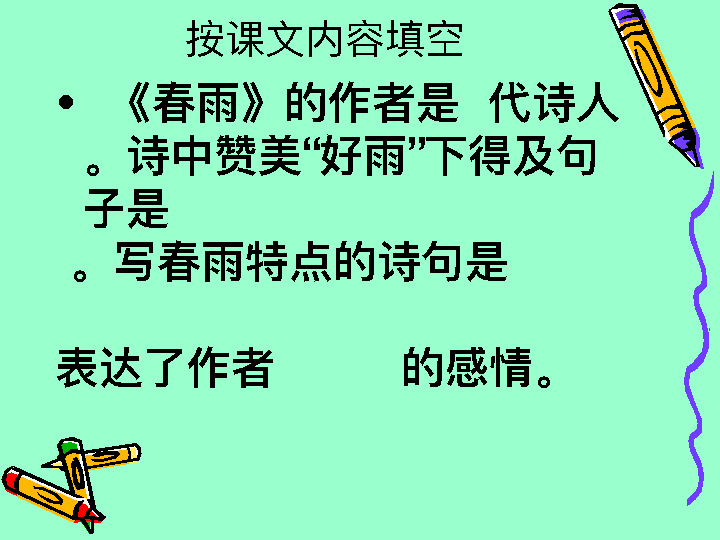 按课文内容填空
• 《春雨》的作者是 代诗人
。诗中赞美“好雨”下得及句
子是
。写春雨特点的诗句是
表达了作者 的感情。